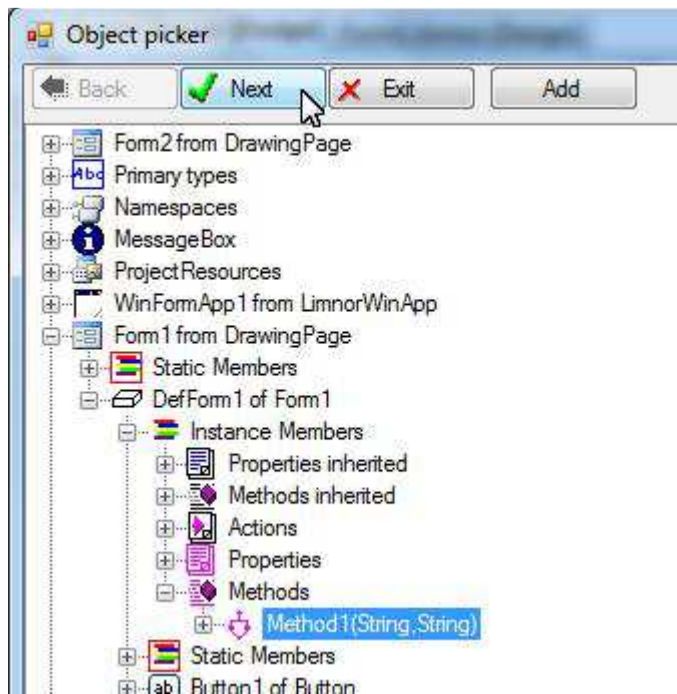 Object picker
Back Next Exit Add
Form2 from DrawingPage
Abc Primary types
Namespaces
MessageBox
ProjectResources
WinFormApp1 from LimnorWinApp
Form1 from DrawingPage
Static Members
DefForm1 of Form1
Instance Members
Properties inherited
Methods inherited
Actions
Properties
Methods
Method1(String,String)
Static Members
ab Button1 of Button